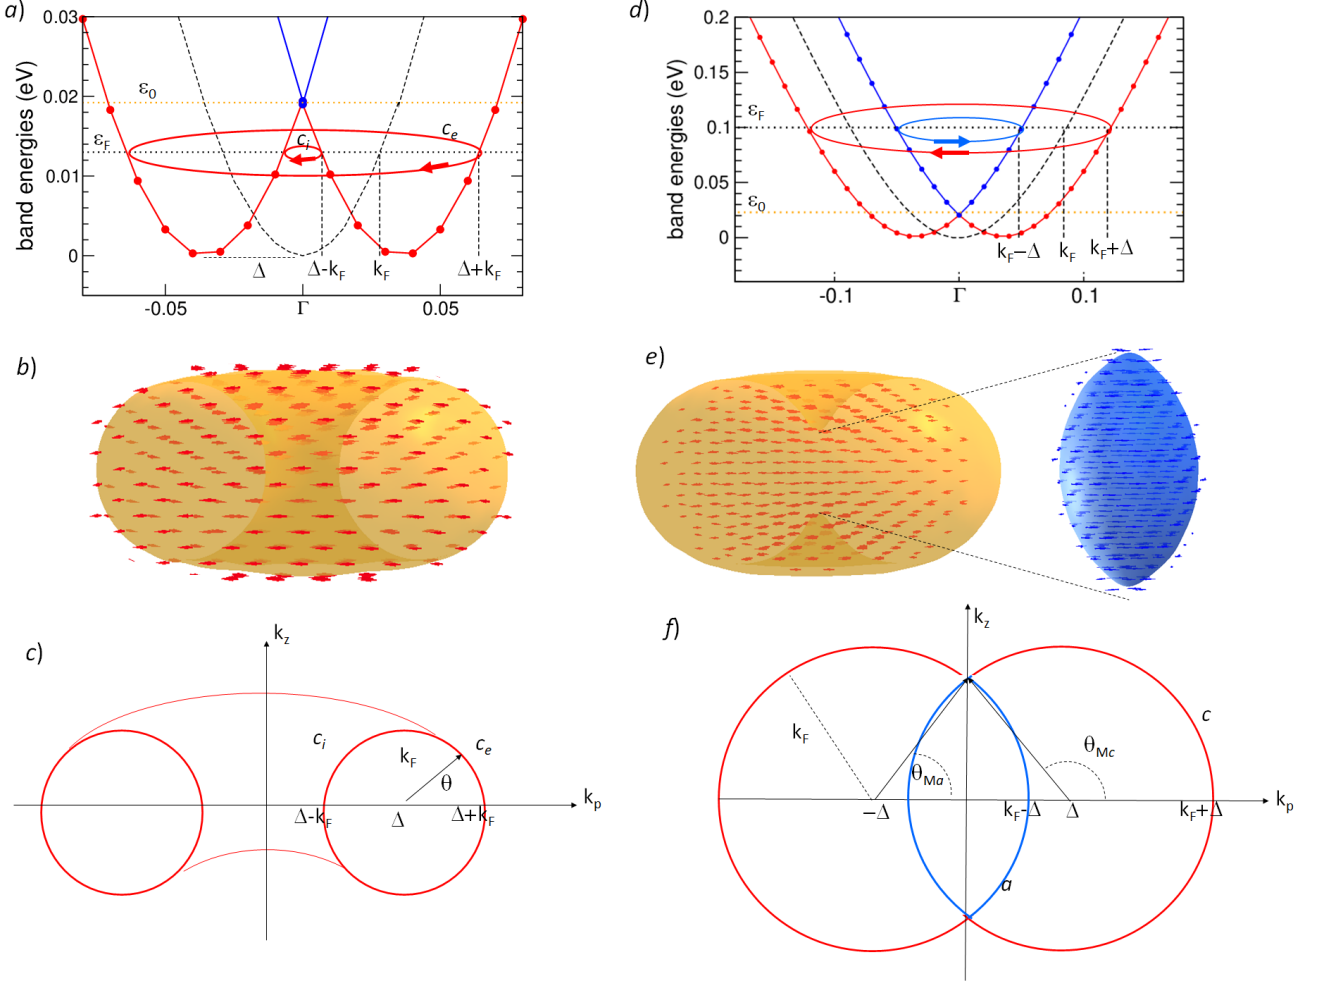 a)
band energies (eV)
0.03
0.02
0.01
0
ε0
εF
ce
ci
Δ
Δ-kF
kF
Δ+kF
-0.05
Γ
0.05
d)
band energies (eV)
0.2
0.15
0.1
0.05
0
εF
ε0
kF−Δ
kF
kF+Δ
-0.1
Γ
0.1
b)
e)
c)
kz
ci
kF
ce
θ
Δ-kF
Δ
Δ+kF
kp
f)
kz
kF
c
θMa
θMc
−Δ
kF-Δ
Δ
kF+Δ
kp
a